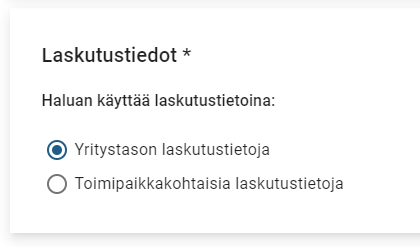 Laskutustiedot *
Haluan käyttää laskutustietoina:
Yritystason laskutustietoja
Toimipaikkakohtaisia laskutustietoja